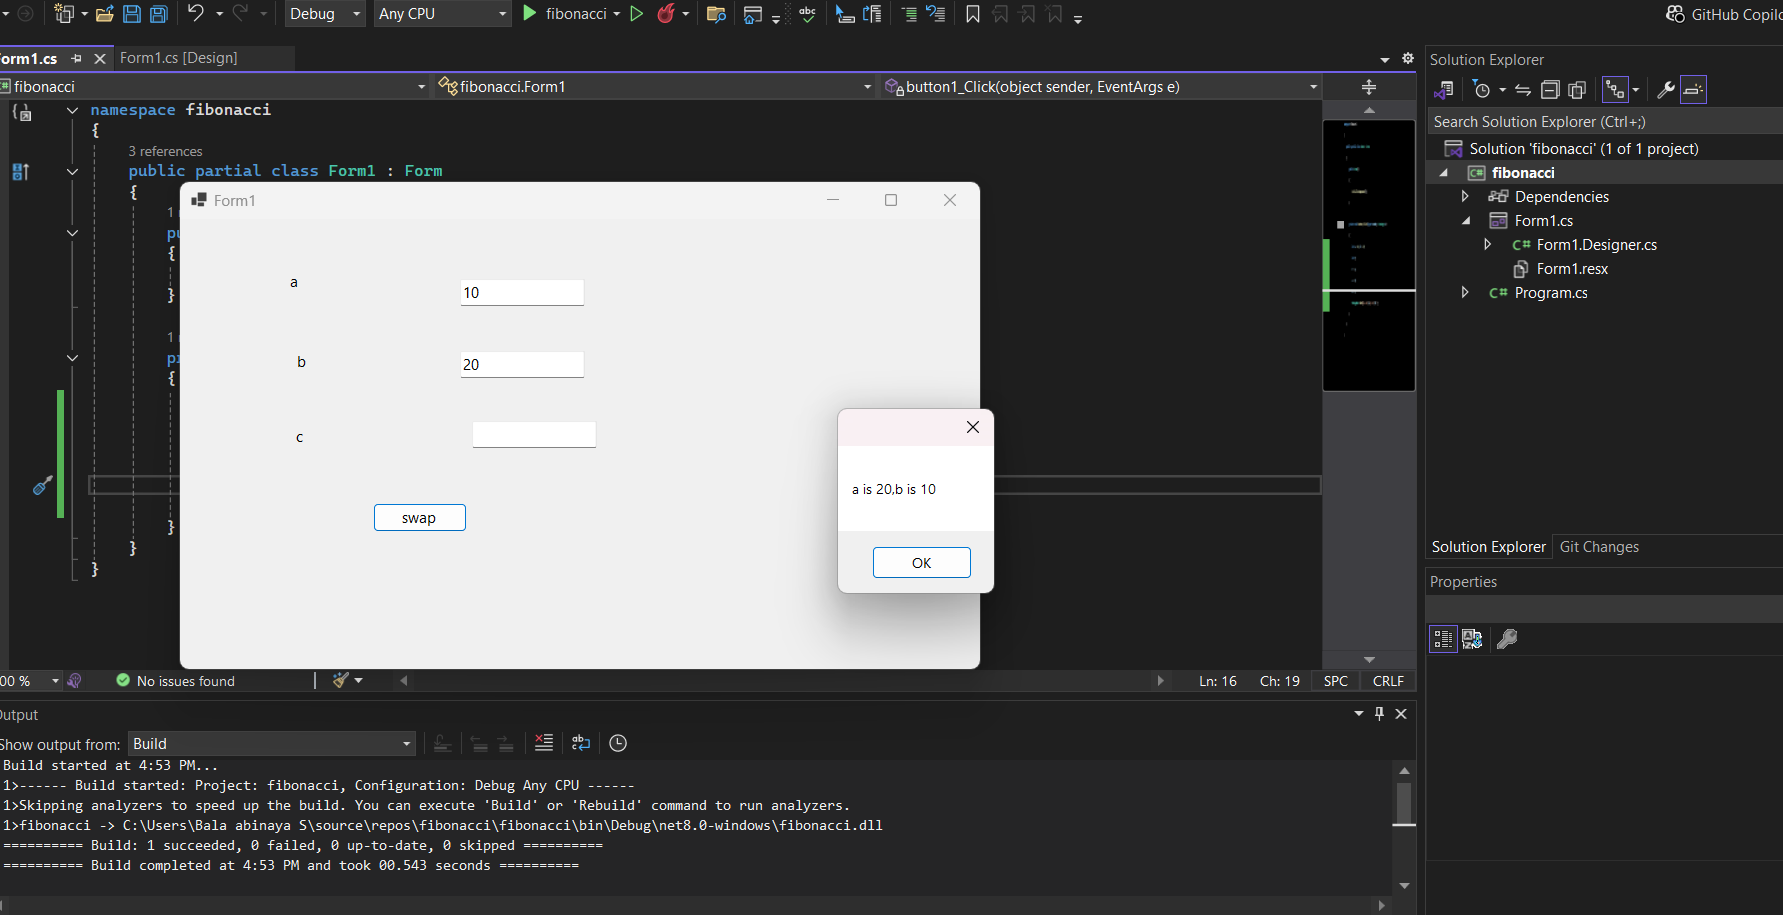 Debug
Any CPU
fibonacci
GitHub Copilo
Form1.cs
Form1.cs [Design]
fibonacci
fibonacci.Form1
button1_Click(object sender, EventArgs e)
namespace fibonacci
{
3 references
public partial class Form1 : Form
{
1
pu
{
}
1
pr
{
}
}
}
Form1
a
10
b
20
c
swap
a is 20,b is 10
OK
00 %
No issues found
Ln: 16
Ch: 19
SPC
CRLF
Output
Show output from:
Build
Build started at 4:53 PM...
1>------ Build started: Project: fibonacci, Configuration: Debug Any CPU ------
1>Skipping analyzers to speed up the build. You can execute 'Build' or 'Rebuild' command to run analyzers.
1>fibonacci -> C:\Users\Bala abinaya S\source\repos\fibonacci\fibonacci\bin\Debug\net8.0-windows\fibonacci.dll
========== Build: 1 succeeded, 0 failed, 0 up-to-date, 0 skipped ==========
========== Build completed at 4:53 PM and took 00.543 seconds ==========
Solution Explorer
Search Solution Explorer (Ctrl+;)
Solution 'fibonacci' (1 of 1 project)
C# fibonacci
Dependencies
Form1.cs
C# Form1.Designer.cs
Form1.resx
C# Program.cs
Solution Explorer
Git Changes
Properties